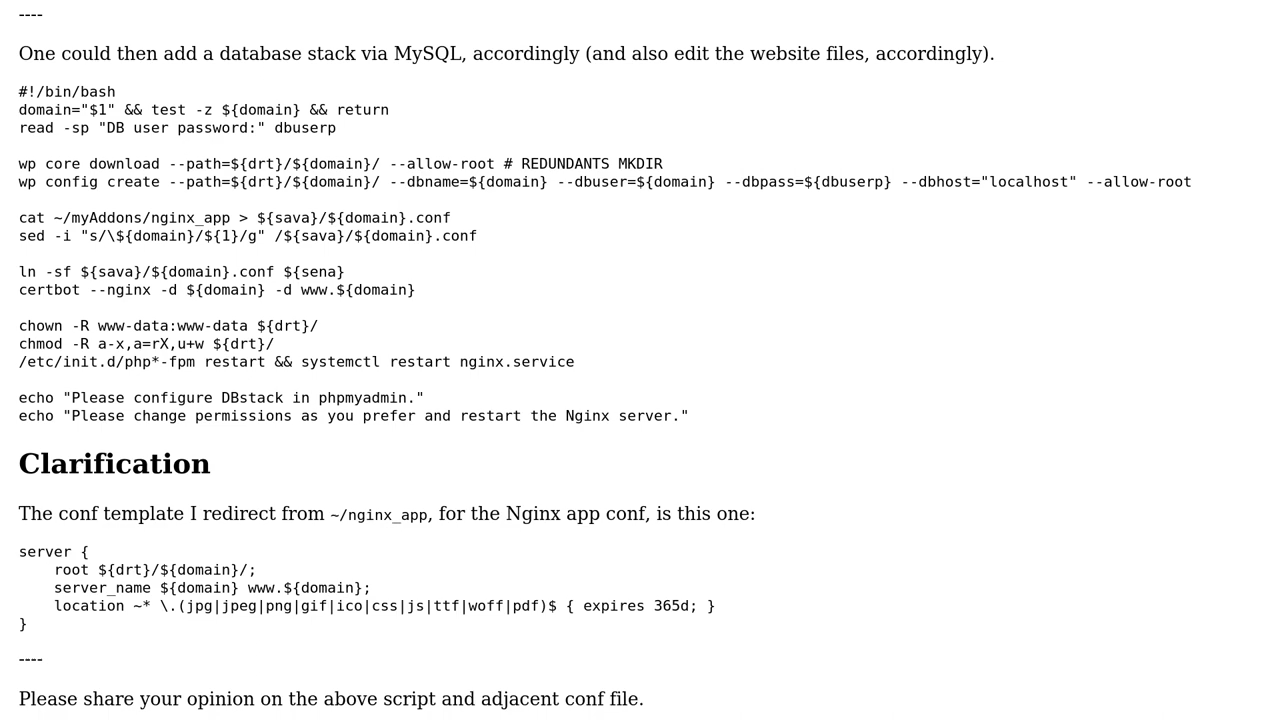 ----
One could then add a database stack via MySQL, accordingly (and also edit the website files, accordingly).
#!/bin/bash
domain="$1" && test -z ${domain} && return
read -sp "DB user password:" dbuserp
wp core download --path=${drt}/${domain}/ --allow-root # REDUNDANTS MKDIR
wp config create --path=${drt}/${domain}/ --dbname=${domain} --dbuser=${domain} --dbpass=${dbuserp} --dbhost="localhost" --allow-root
cat ~/myAddons/nginx_app > ${sava}/${domain}.conf
sed -i "s/\${domain}/${1}/g" /${sava}/${domain}.conf
ln -sf ${sava}/${domain}.conf ${sena}
certbot --nginx -d ${domain} -d www.${domain}
chown -R www-data:www-data ${drt}/
chmod -R a-x,a=rX,u+w ${drt}/
/etc/init.d/php*-fpm restart && systemctl restart nginx.service
echo "Please configure DBstack in phpmyadmin."
echo "Please change permissions as you prefer and restart the Nginx server."
Clarification
The conf template I redirect from ~/nginx_app, for the Nginx app conf, is this one:
server {
    root ${drt}/${domain}/;
    server_name ${domain} www.${domain};
    location ~* \.(jpg|jpeg|png|gif|ico|css|js|ttf|woff|pdf)$ { expires 365d; }
}
----
Please share your opinion on the above script and adjacent conf file.